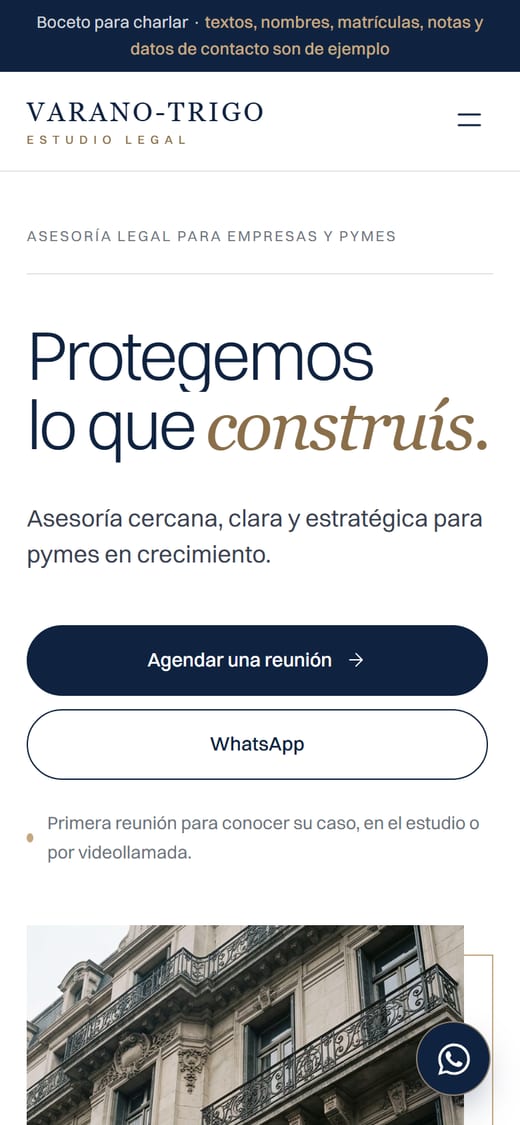 Boceto para charlar · textos, nombres, matrículas, notas y
datos de contacto son de ejemplo
VARANO-TRIGO
ESTUDIO LEGAL
ASESORÍA LEGAL PARA EMPRESAS Y PYMES
Protegemos
lo que construís.
Asesoría cercana, clara y estratégica para
pymes en crecimiento.
Agendar una reunión →
WhatsApp
Primera reunión para conocer su caso, en el estudio o
por videollamada.